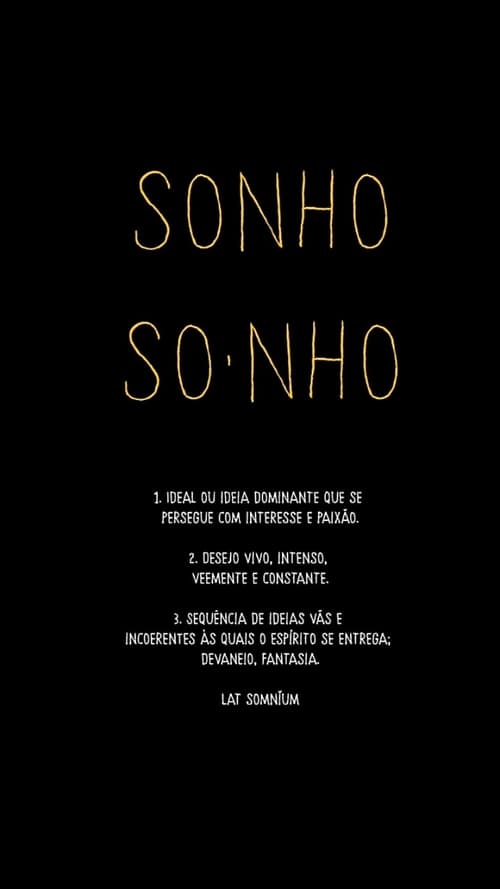 SONHO
SO·NHO
1. IDEAL OU IDEIA DOMINANTE QUE SE
PERSEGUE COM INTERESSE E PAIXÃO.
2. DESEJO VIVO, INTENSO,
VEEMENTE E CONSTANTE.
3. SEQUÊNCIA DE IDEIAS VÃS E
INCOERENTES ÀS QUAIS O ESPÍRITO SE ENTREGA;
DEVANEIO, FANTASIA.
LAT SOMNĬUM